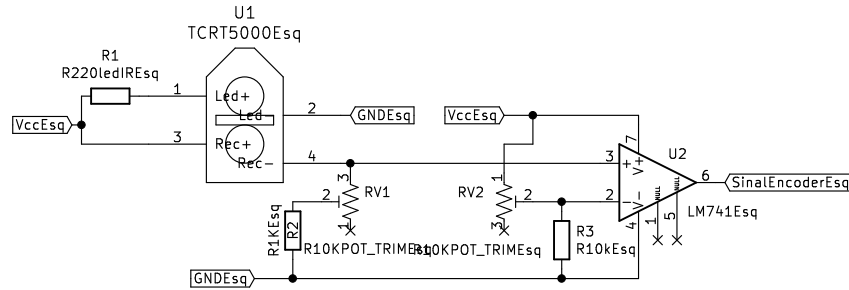 U1
TCRT5000Esq
R1
R220ledIREsq
1
Led+
2
GNDEsq
VccEsq
Led-
VccEsq
3
Rec+
7
U2
Rec-
4
3
+
V+
NULL
NULL
6
SinalEncoderEsq
3
RV1
1
RV2
2
2
2
-
V-
LM741Esq
R1KEsq
R2
1
R10KPOT_TRIMEsq
3
R10KPOT_TRIMEsq
R3
R10kEsq
4
1
5
GNDEsq